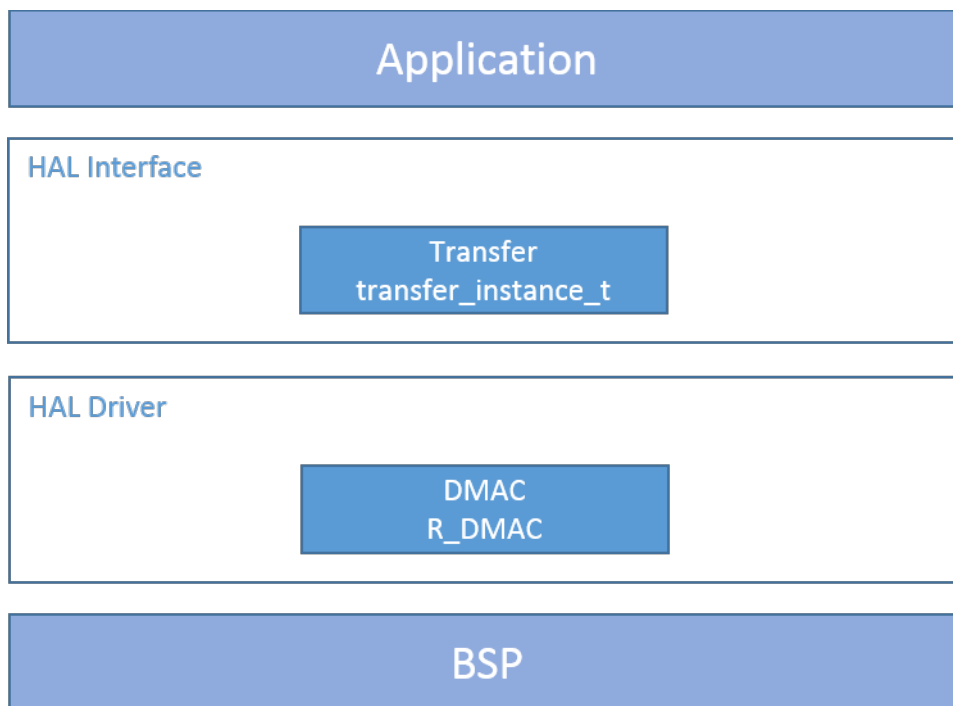 Application
HAL Interface
Transfer
transfer_instance_t
HAL Driver
DMAC
R_DMAC
BSP